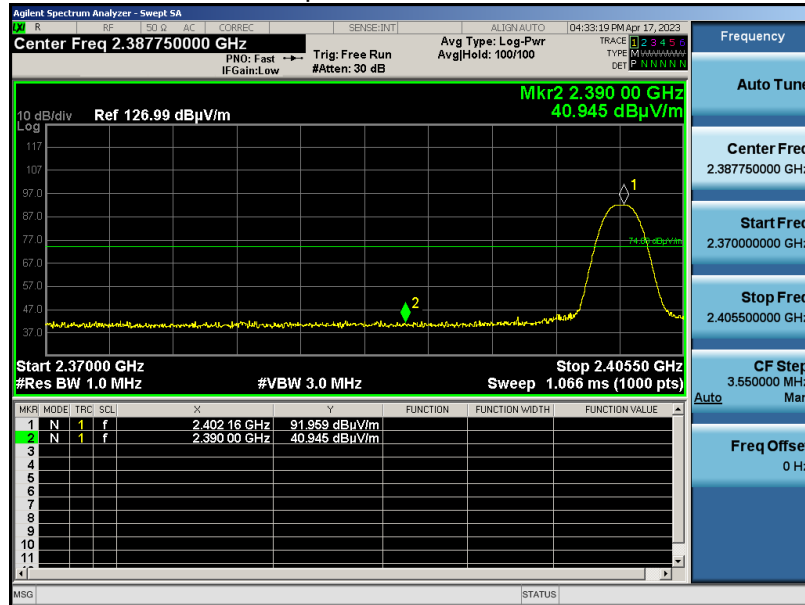 Agilent Spectrum Analyzer - Swept SA
LXI R RF 50 Ω AC CORREC SENSE:INT ALIGN AUTO 04:33:19 PM Apr 17, 2023
Center Freq 2.387750000 GHz
PNO: Fast
IFGain:Low
Trig: Free Run
#Atten: 30 dB
Avg Type: Log-Pwr
Avg|Hold: 100/100
TRACE 1 2 3 4 5 6
TYPE M WWWWW
DET P N N N N N
Mkr2 2.390 00 GHz
40.945 dBµV/m
10 dB/div Ref 126.99 dBµV/m
Log
117
107
97.0
87.0
77.0
67.0
57.0
47.0
37.0
1
2
Start 2.37000 GHz Stop 2.40550 GHz
#Res BW 1.0 MHz #VBW 3.0 MHz Sweep 1.066 ms (1000 pts)
MKR MODE TRC SCL X Y FUNCTION FUNCTION WIDTH FUNCTION VALUE
1 N 1 f 2.402 16 GHz 91.959 dBµV/m
2 N 1 f 2.390 00 GHz 40.945 dBµV/m
3
4
5
6
7
8
9
10
11
MSG STATUS
Frequency
Auto Tune
Center Freq
2.387750000 GHz
Start Freq
2.370000000 GHz
Stop Freq
2.405500000 GHz
CF Step
3.550000 MHz
Auto Man
Freq Offset
0 Hz